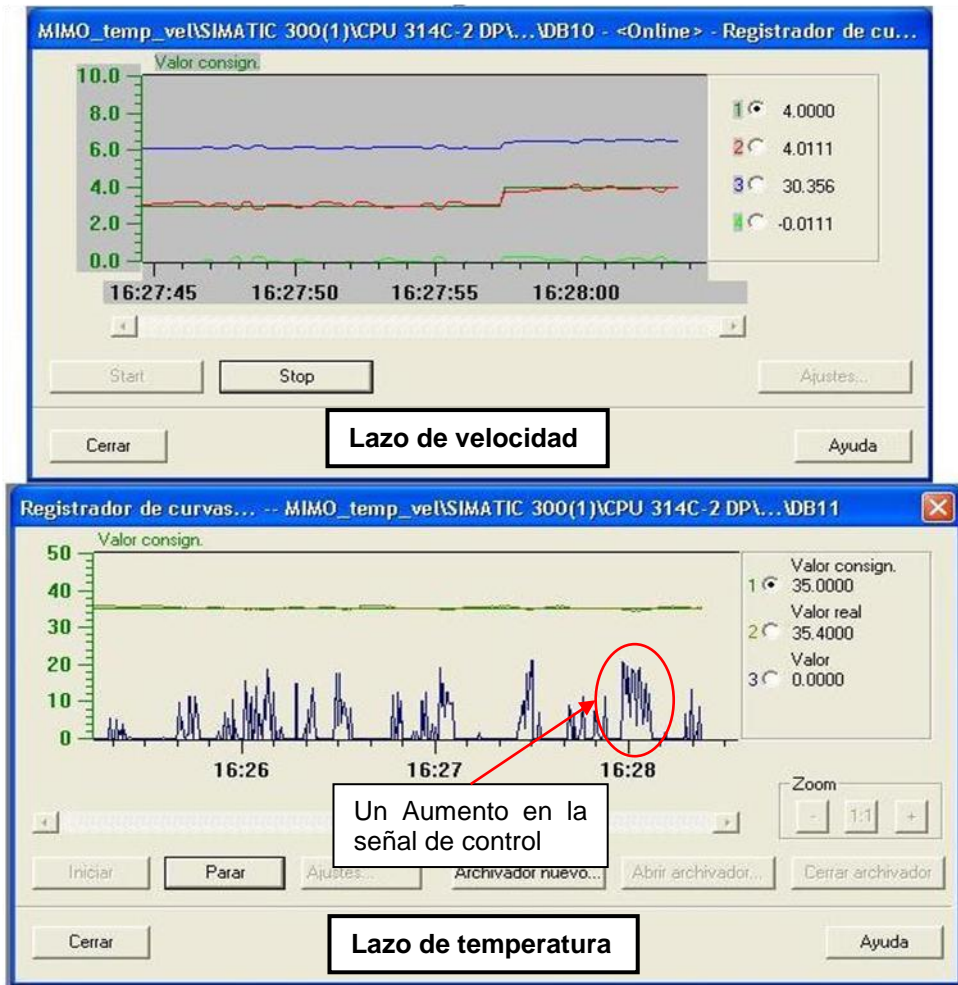 MIMO_temp_vel\SIMATIC 300(1)\CPU 314C-2 DP\...\DB10 - <Online> - Registrador de cu...
Valor consign.
10.0
8.0
6.0
4.0
2.0
0.0
16:27:45 16:27:50 16:27:55 16:28:00
1 4.0000
2 4.0111
3 30.356
4 -0.0111
Start Stop Ajustes...
Cerrar Lazo de velocidad Ayuda
Registrador de curvas... -- MIMO_temp_vel\SIMATIC 300(1)\CPU 314C-2 DP\...\DB11
Valor consign.
50
40
30
20
10
0
16:26 16:27 16:28
Valor consign.
1 35.0000
Valor real
2 35.4000
Valor
3 0.0000
Un Aumento en la
señal de control
Zoom
- 1:1 +
Iniciar Parar Ajustes... Archivador nuevo... Abrir archivador... Cerrar archivador
Cerrar Lazo de temperatura Ayuda